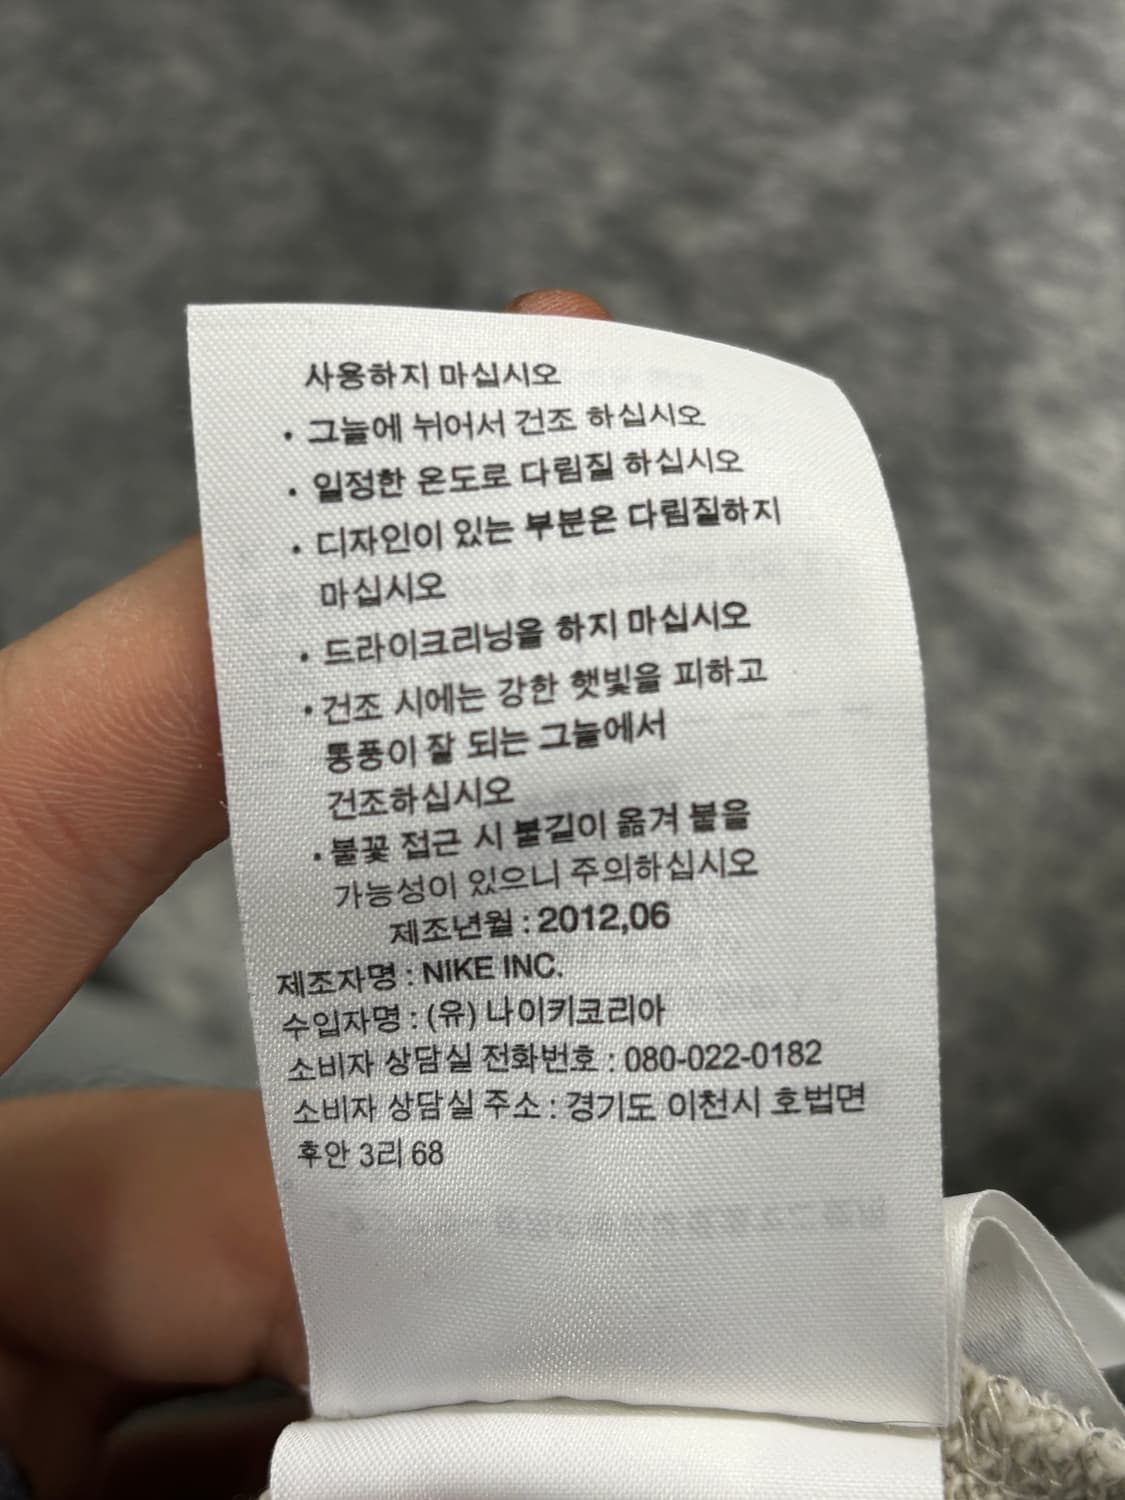 사용하지 마십시오
• 그늘에 뉘어서 건조 하십시오
• 일정한 온도로 다림질 하십시오
• 디자인이 있는 부분은 다림질하지
마십시오
• 드라이크리닝을 하지 마십시오
• 건조 시에는 강한 햇빛을 피하고
통풍이 잘 되는 그늘에서
건조하십시오
• 불꽃 접근 시 불길이 옮겨 붙을
가능성이 있으니 주의하십시오
제조년월 : 2012,06
제조자명 : NIKE INC.
수입자명 : (유) 나이키코리아
소비자 상담실 전화번호 : 080-022-0182
소비자 상담실 주소 : 경기도 이천시 호법면
후안 3리 68